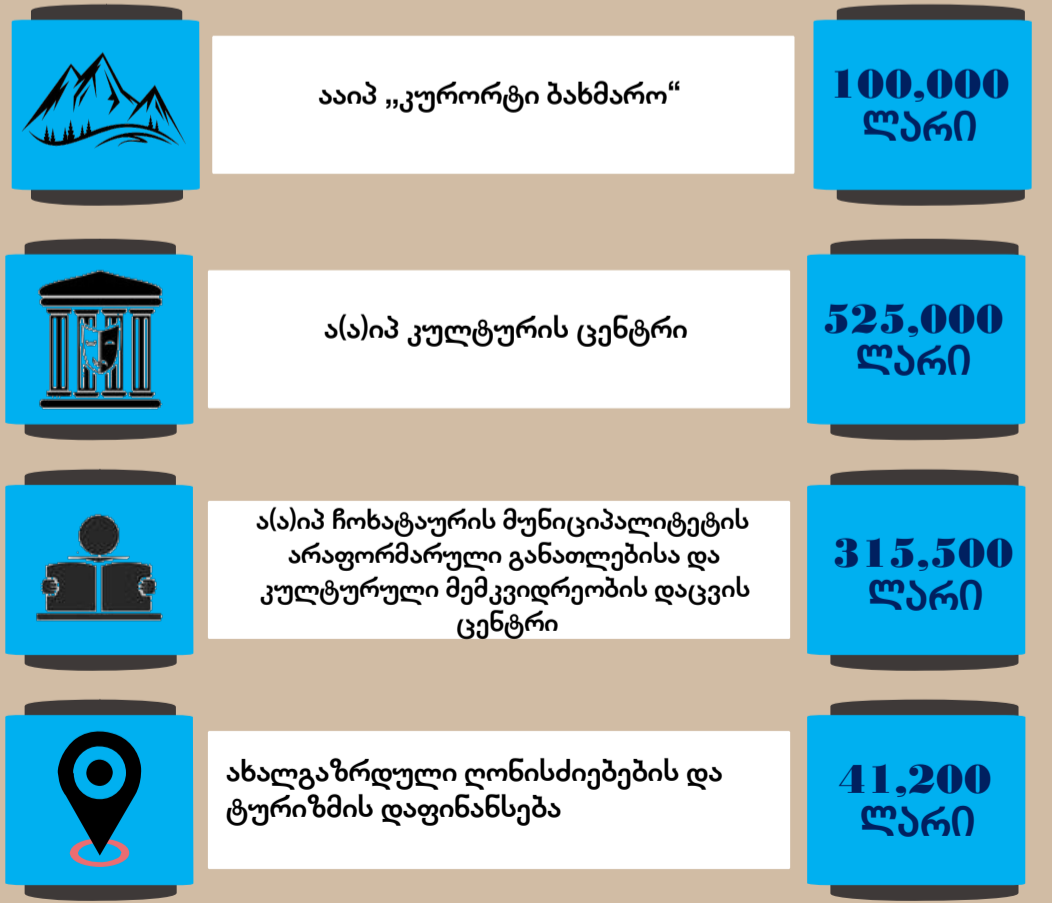 ააიპ „კურორტი ბახმარო“
100,000
ლარი
ა(ა)იპ კულტურის ცენტრი
525,000
ლარი
ა(ა)იპ ჩოხატაურის მუნიციპალიტეტის
არაფორმარული განათლებისა და
კულტურული მემკვიდრეობის დაცვის
ცენტრი
315,500
ლარი
ახალგაზრდული ღონისძიებების და
ტურიზმის დაფინანსება
41,200
ლარი